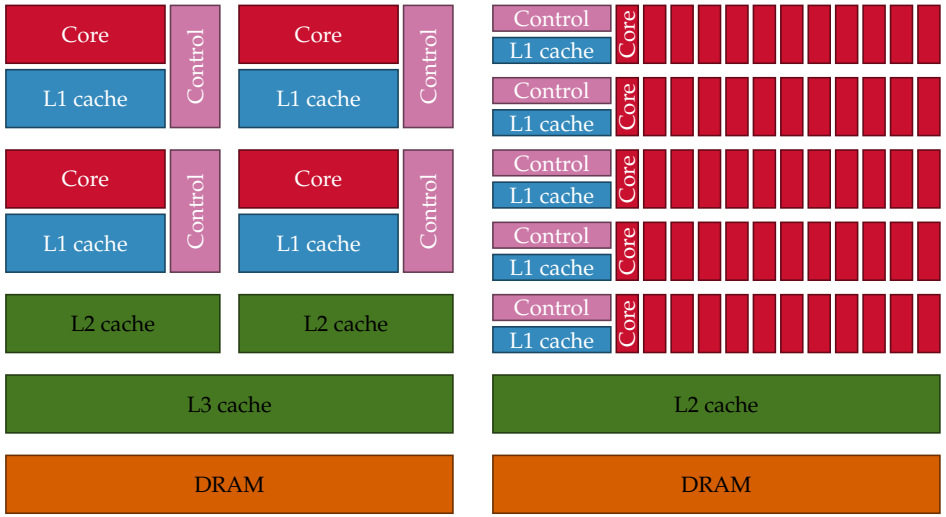 Core
Control
Core
Control
L1 cache
L1 cache
Core
Control
Core
Control
L1 cache
L1 cache
L2 cache
L2 cache
L3 cache
DRAM
Control
L1 cache
Core
Control
L1 cache
Core
Control
L1 cache
Core
Control
L1 cache
Core
Control
L1 cache
Core
L2 cache
DRAM